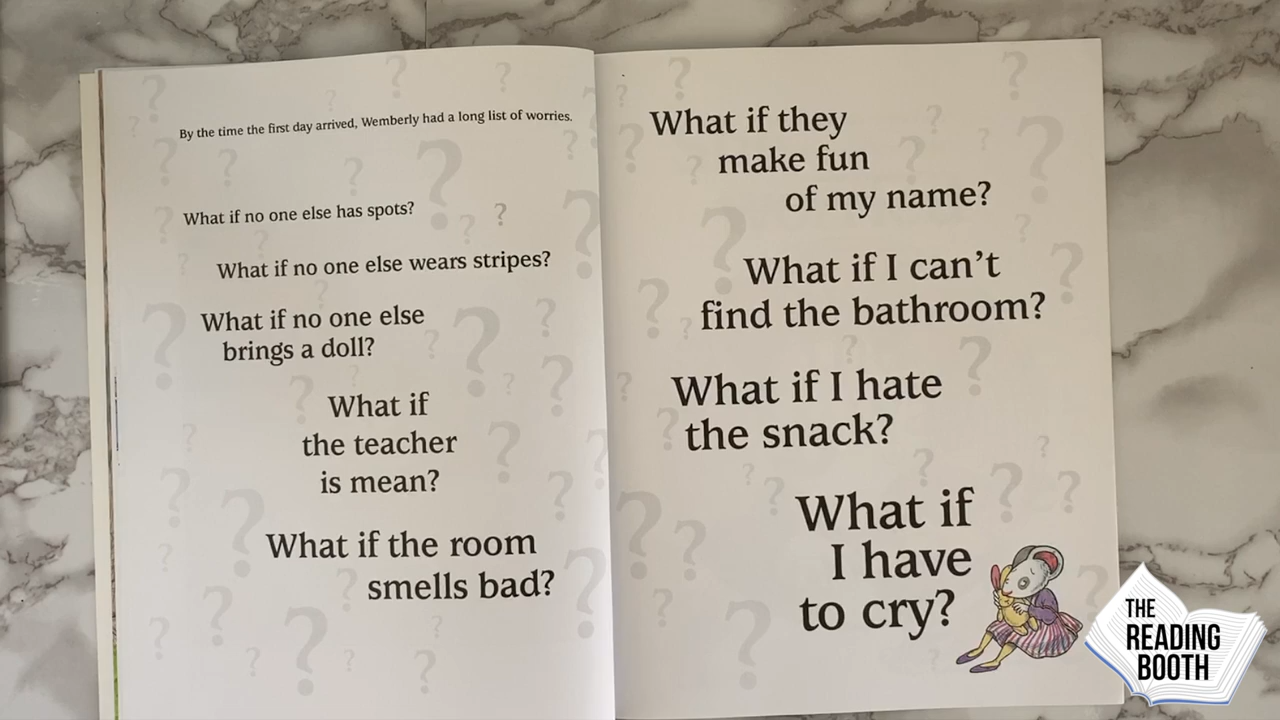 By the time the first day arrived, Wemberly had a long list of worries.
What if no one else has spots?
What if no one else wears stripes?
What if no one else
brings a doll?
What if
the teacher
is mean?
What if the room
smells bad?
What if they
make fun
of my name?
What if I can't
find the bathroom?
What if I hate
the snack?
What if
I have
to cry?
THE
READING
BOOTH